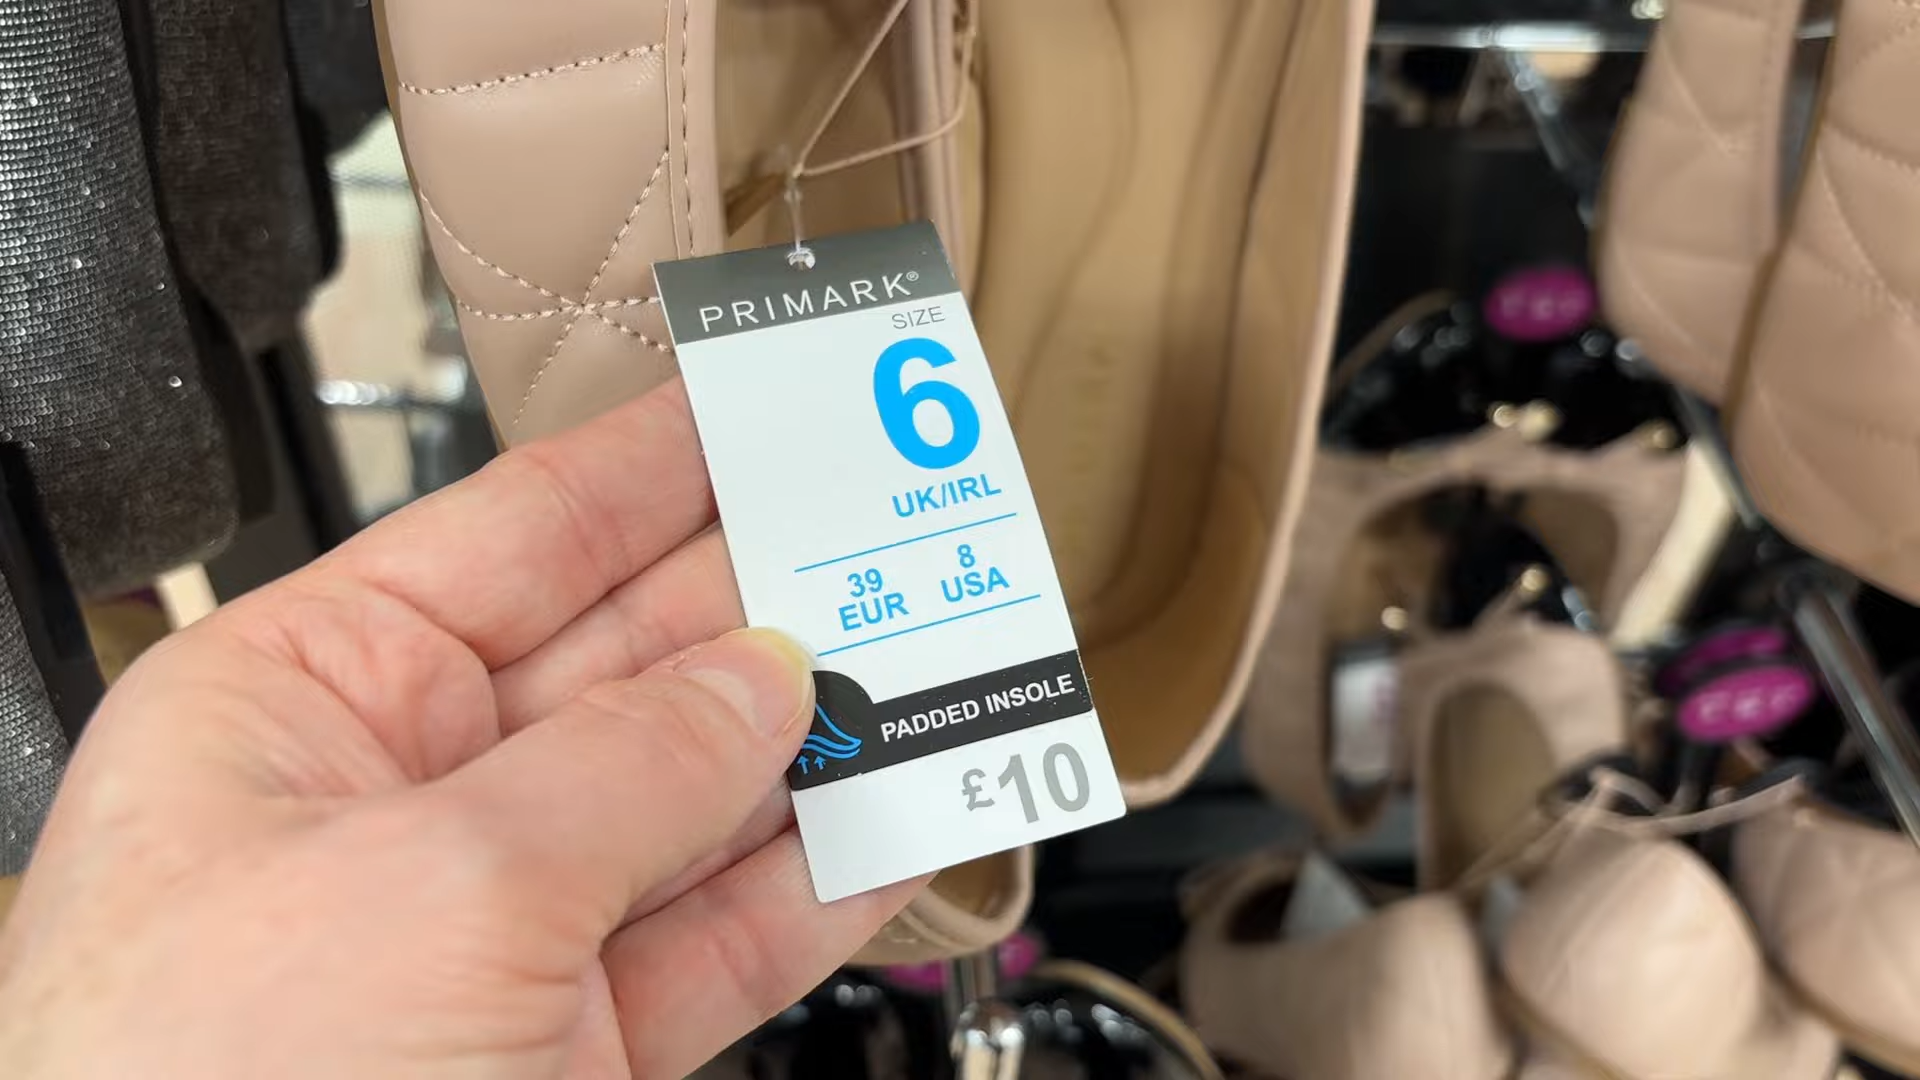 PRIMARK®
SIZE
6
UK/IRL
39 8
EUR USA
PADDED INSOLE
£10